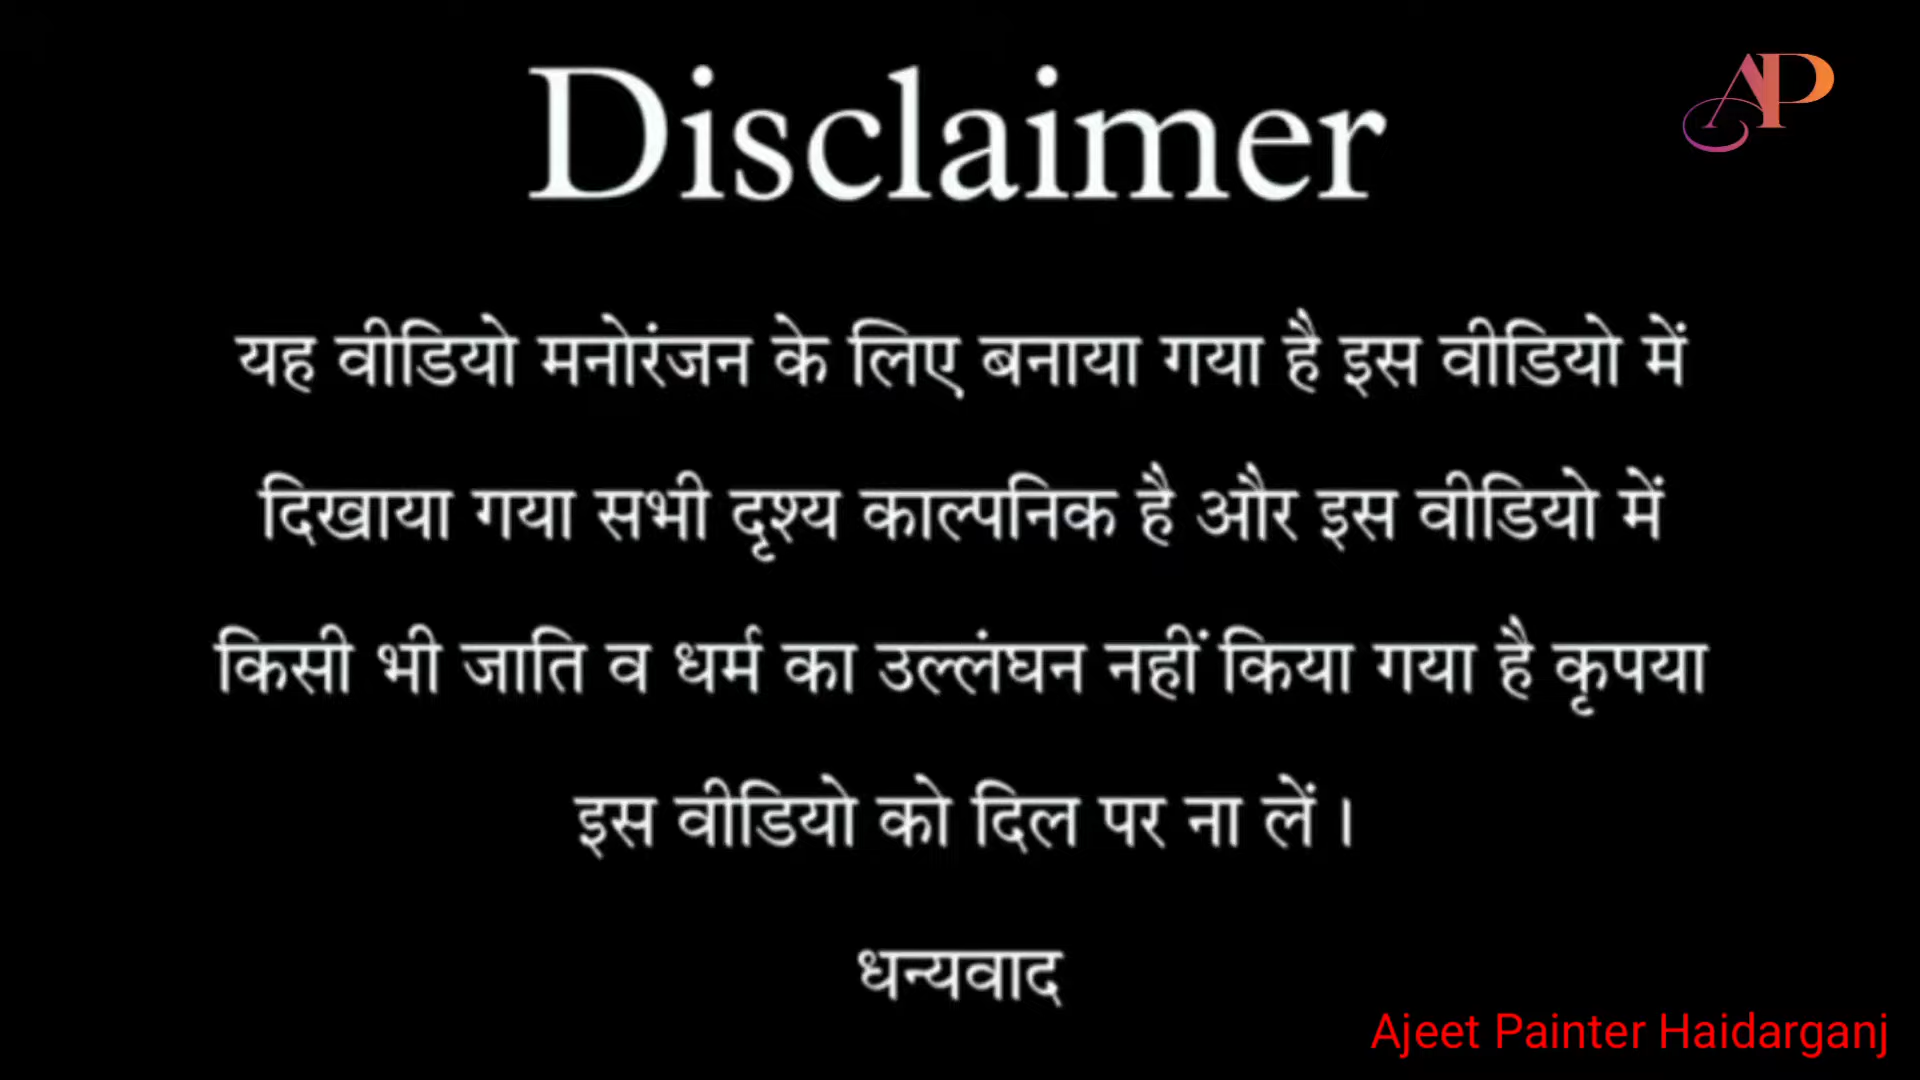 Disclaimer
AP
यह वीडियो मनोरंजन के लिए बनाया गया है इस वीडियो में
दिखाया गया सभी दृश्य काल्पनिक है और इस वीडियो में
किसी भी जाति व धर्म का उल्लंघन नहीं किया गया है कृपया
इस वीडियो को दिल पर ना लें ।
धन्यवाद
Ajeet Painter Haidarganj